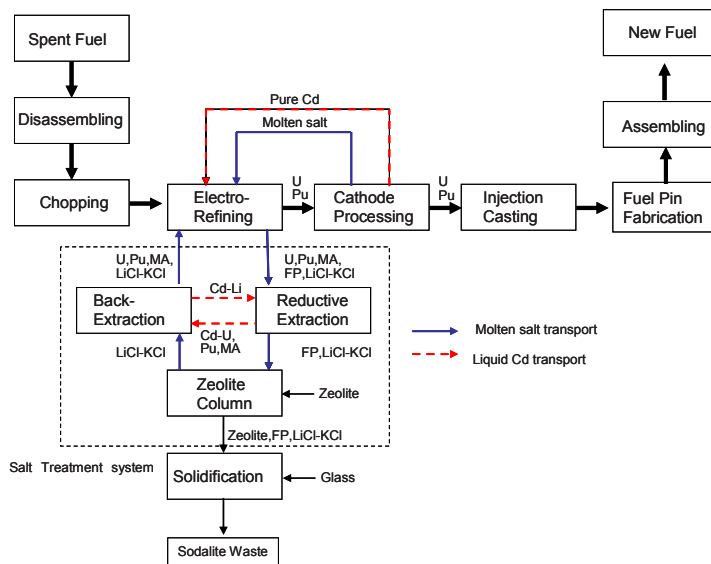 Spent Fuel
New Fuel
Pure Cd
Disassembling
Molten salt
Assembling
U
Pu
U
Pu
Chopping
Electro-
Refining
Cathode
Processing
Injection
Casting
Fuel Pin
Fabrication
U,Pu,MA,
LiCl-KCl
U,Pu,MA,
FP,LiCl-KCl
Cd-Li
Back-
Extraction
Reductive
Extraction
Cd-U,
Pu,MA
Molten salt transport
LiCl-KCl
FP,LiCl-KCl
Liquid Cd transport
Zeolite
Column
Zeolite
Zeolite,FP,LiCl-KCl
Salt Treatment system
Solidification
Glass
Sodalite Waste